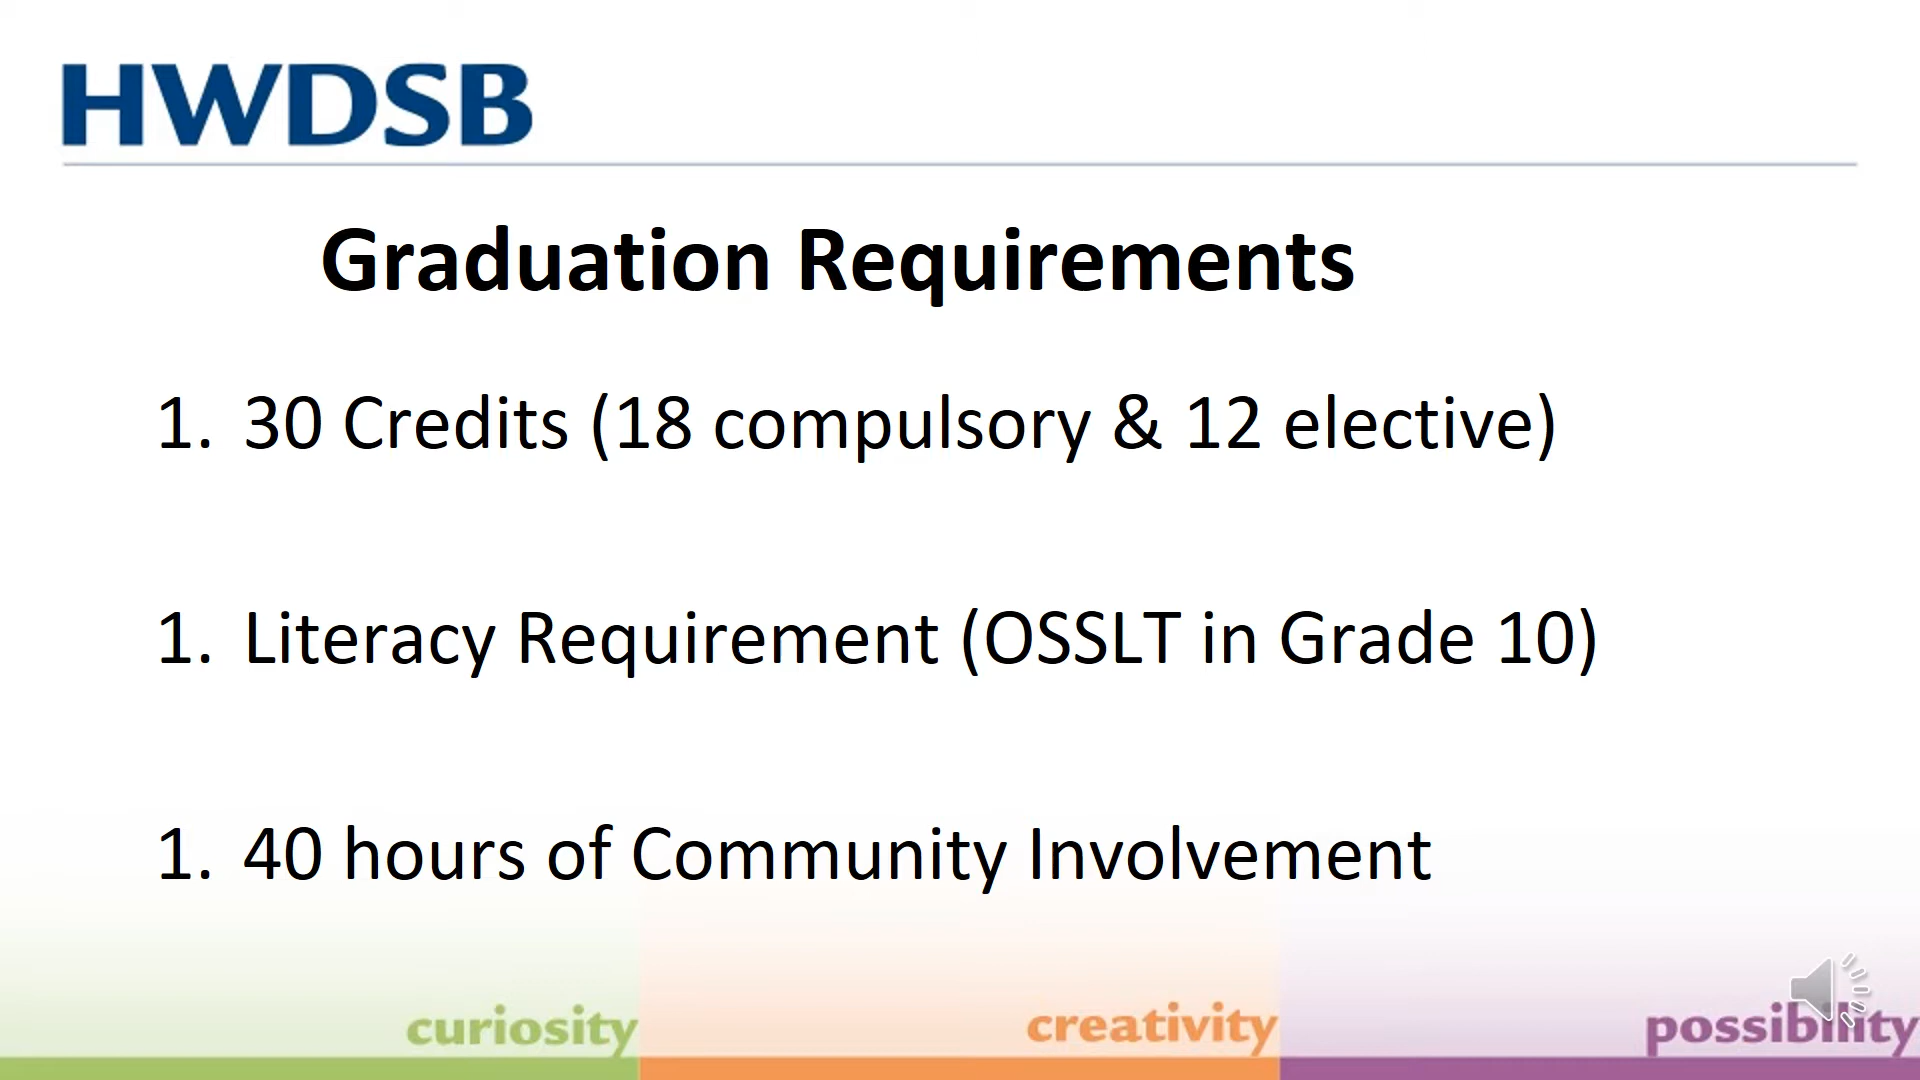 HWDSB
Graduation Requirements
1. 30 Credits (18 compulsory & 12 elective)
1. Literacy Requirement (OSSLT in Grade 10)
1. 40 hours of Community Involvement
curiosity
creativity
possibility